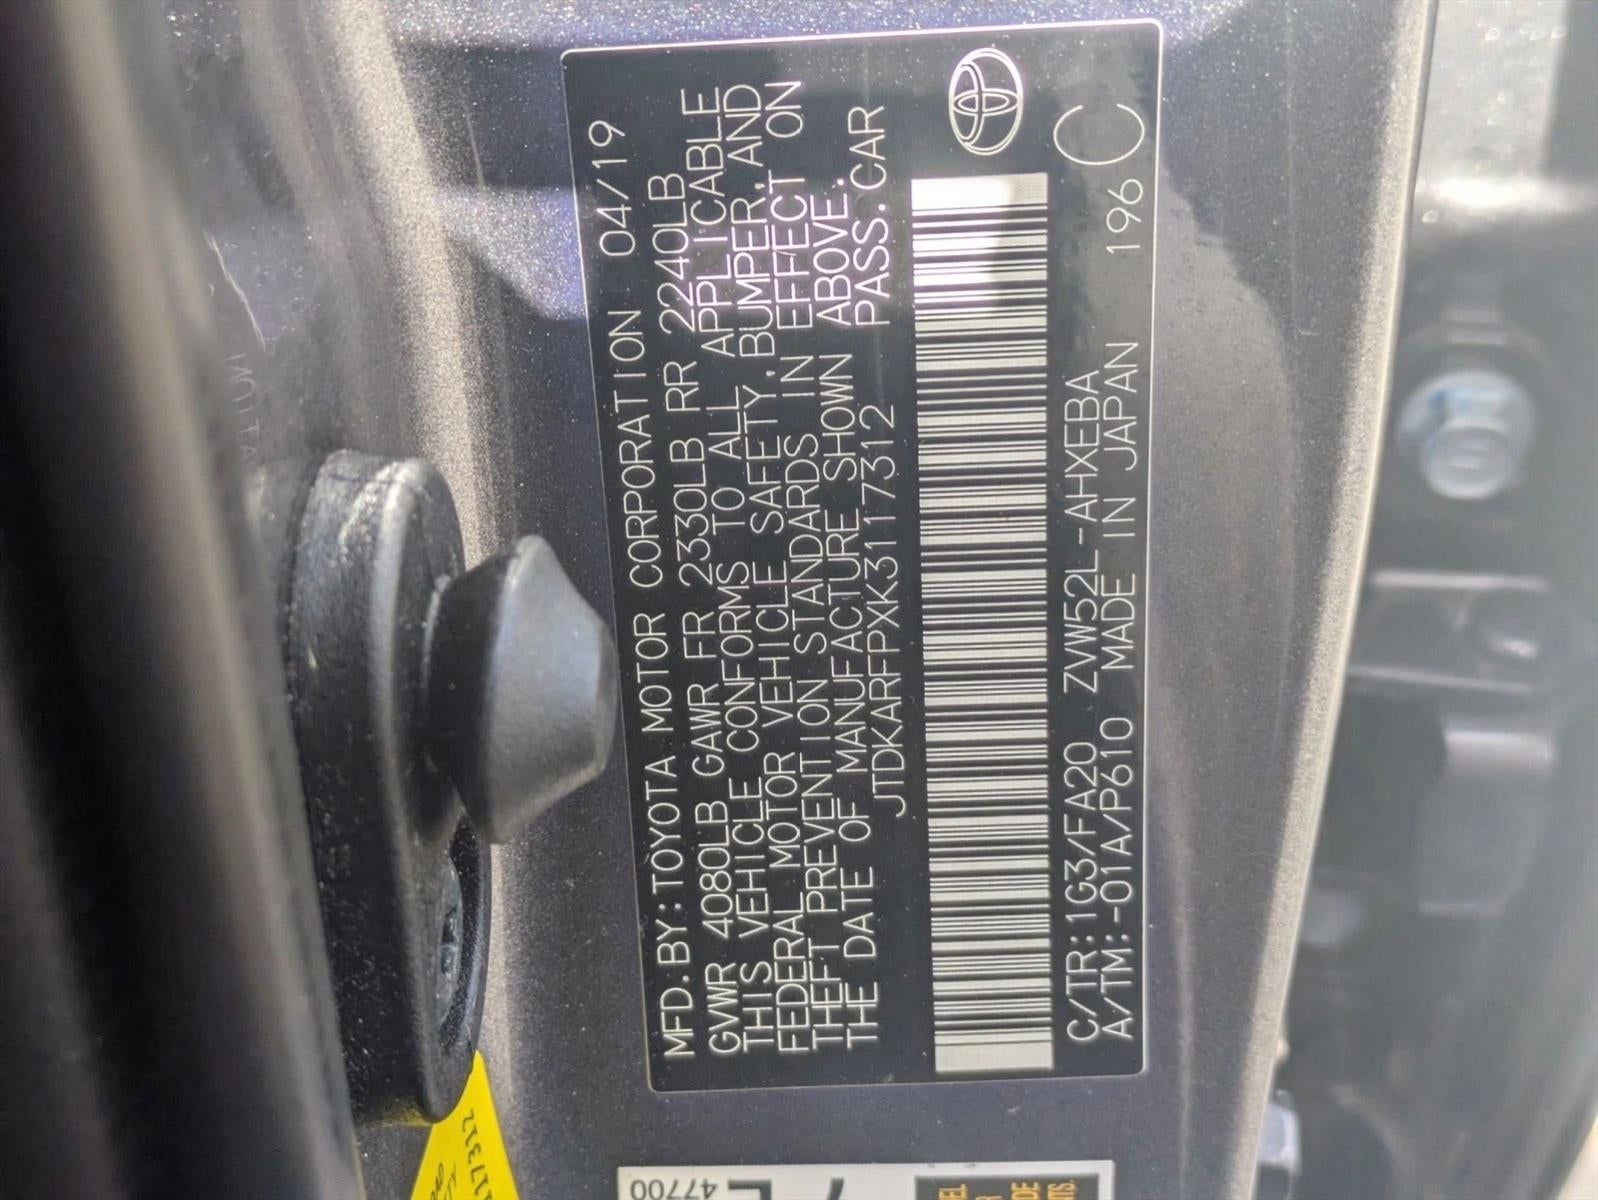 MFD.BY:TOYOTA MOTOR CORPORATION 04/19
GVWR 4080LB GAWR FR 2330LB RR 2240LB
THIS VEHICLE CONFORMS TO ALL APPLICABLE
FEDERAL MOTOR VEHICLE SAFETY,BUMPER,AND
THEFT PREVENTION STANDARDS IN EFFECT ON
THE DATE OF MANUFACTURE SHOWN ABOVE.
JTDKARFPXK3117312 PASS.CAR
C/TR:1G3/FA20 ZVW52L-AHXEBA
A/TM:-01A/P610 MADE IN JAPAN 196 C
117312
47700